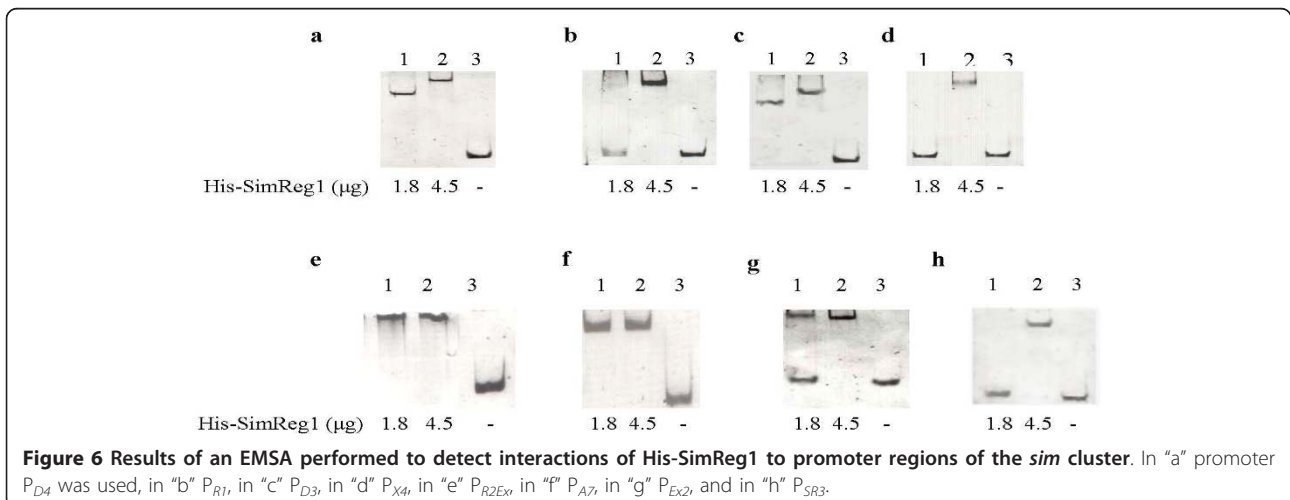 a b c d
1 2 3 1 2 3 1 2 3 1 2 3
His-SimReg1 (µg) 1.8 4.5 - 1.8 4.5 - 1.8 4.5 - 1.8 4.5 -
e f g h
1 2 3 1 2 3 1 2 3 1 2 3
His-SimReg1 (µg) 1.8 4.5 - 1.8 4.5 - 1.8 4.5 - 1.8 4.5 -
Figure 6 Results of an EMSA performed to detect interactions of His-SimReg1 to promoter regions of the sim cluster. In "a" promoter
PD4 was used, in "b" PR1, in "c" PD3, in "d" PX4, in "e" PR2Ex, in "f" PA7, in "g" PEx2, and in "h" PSR3.